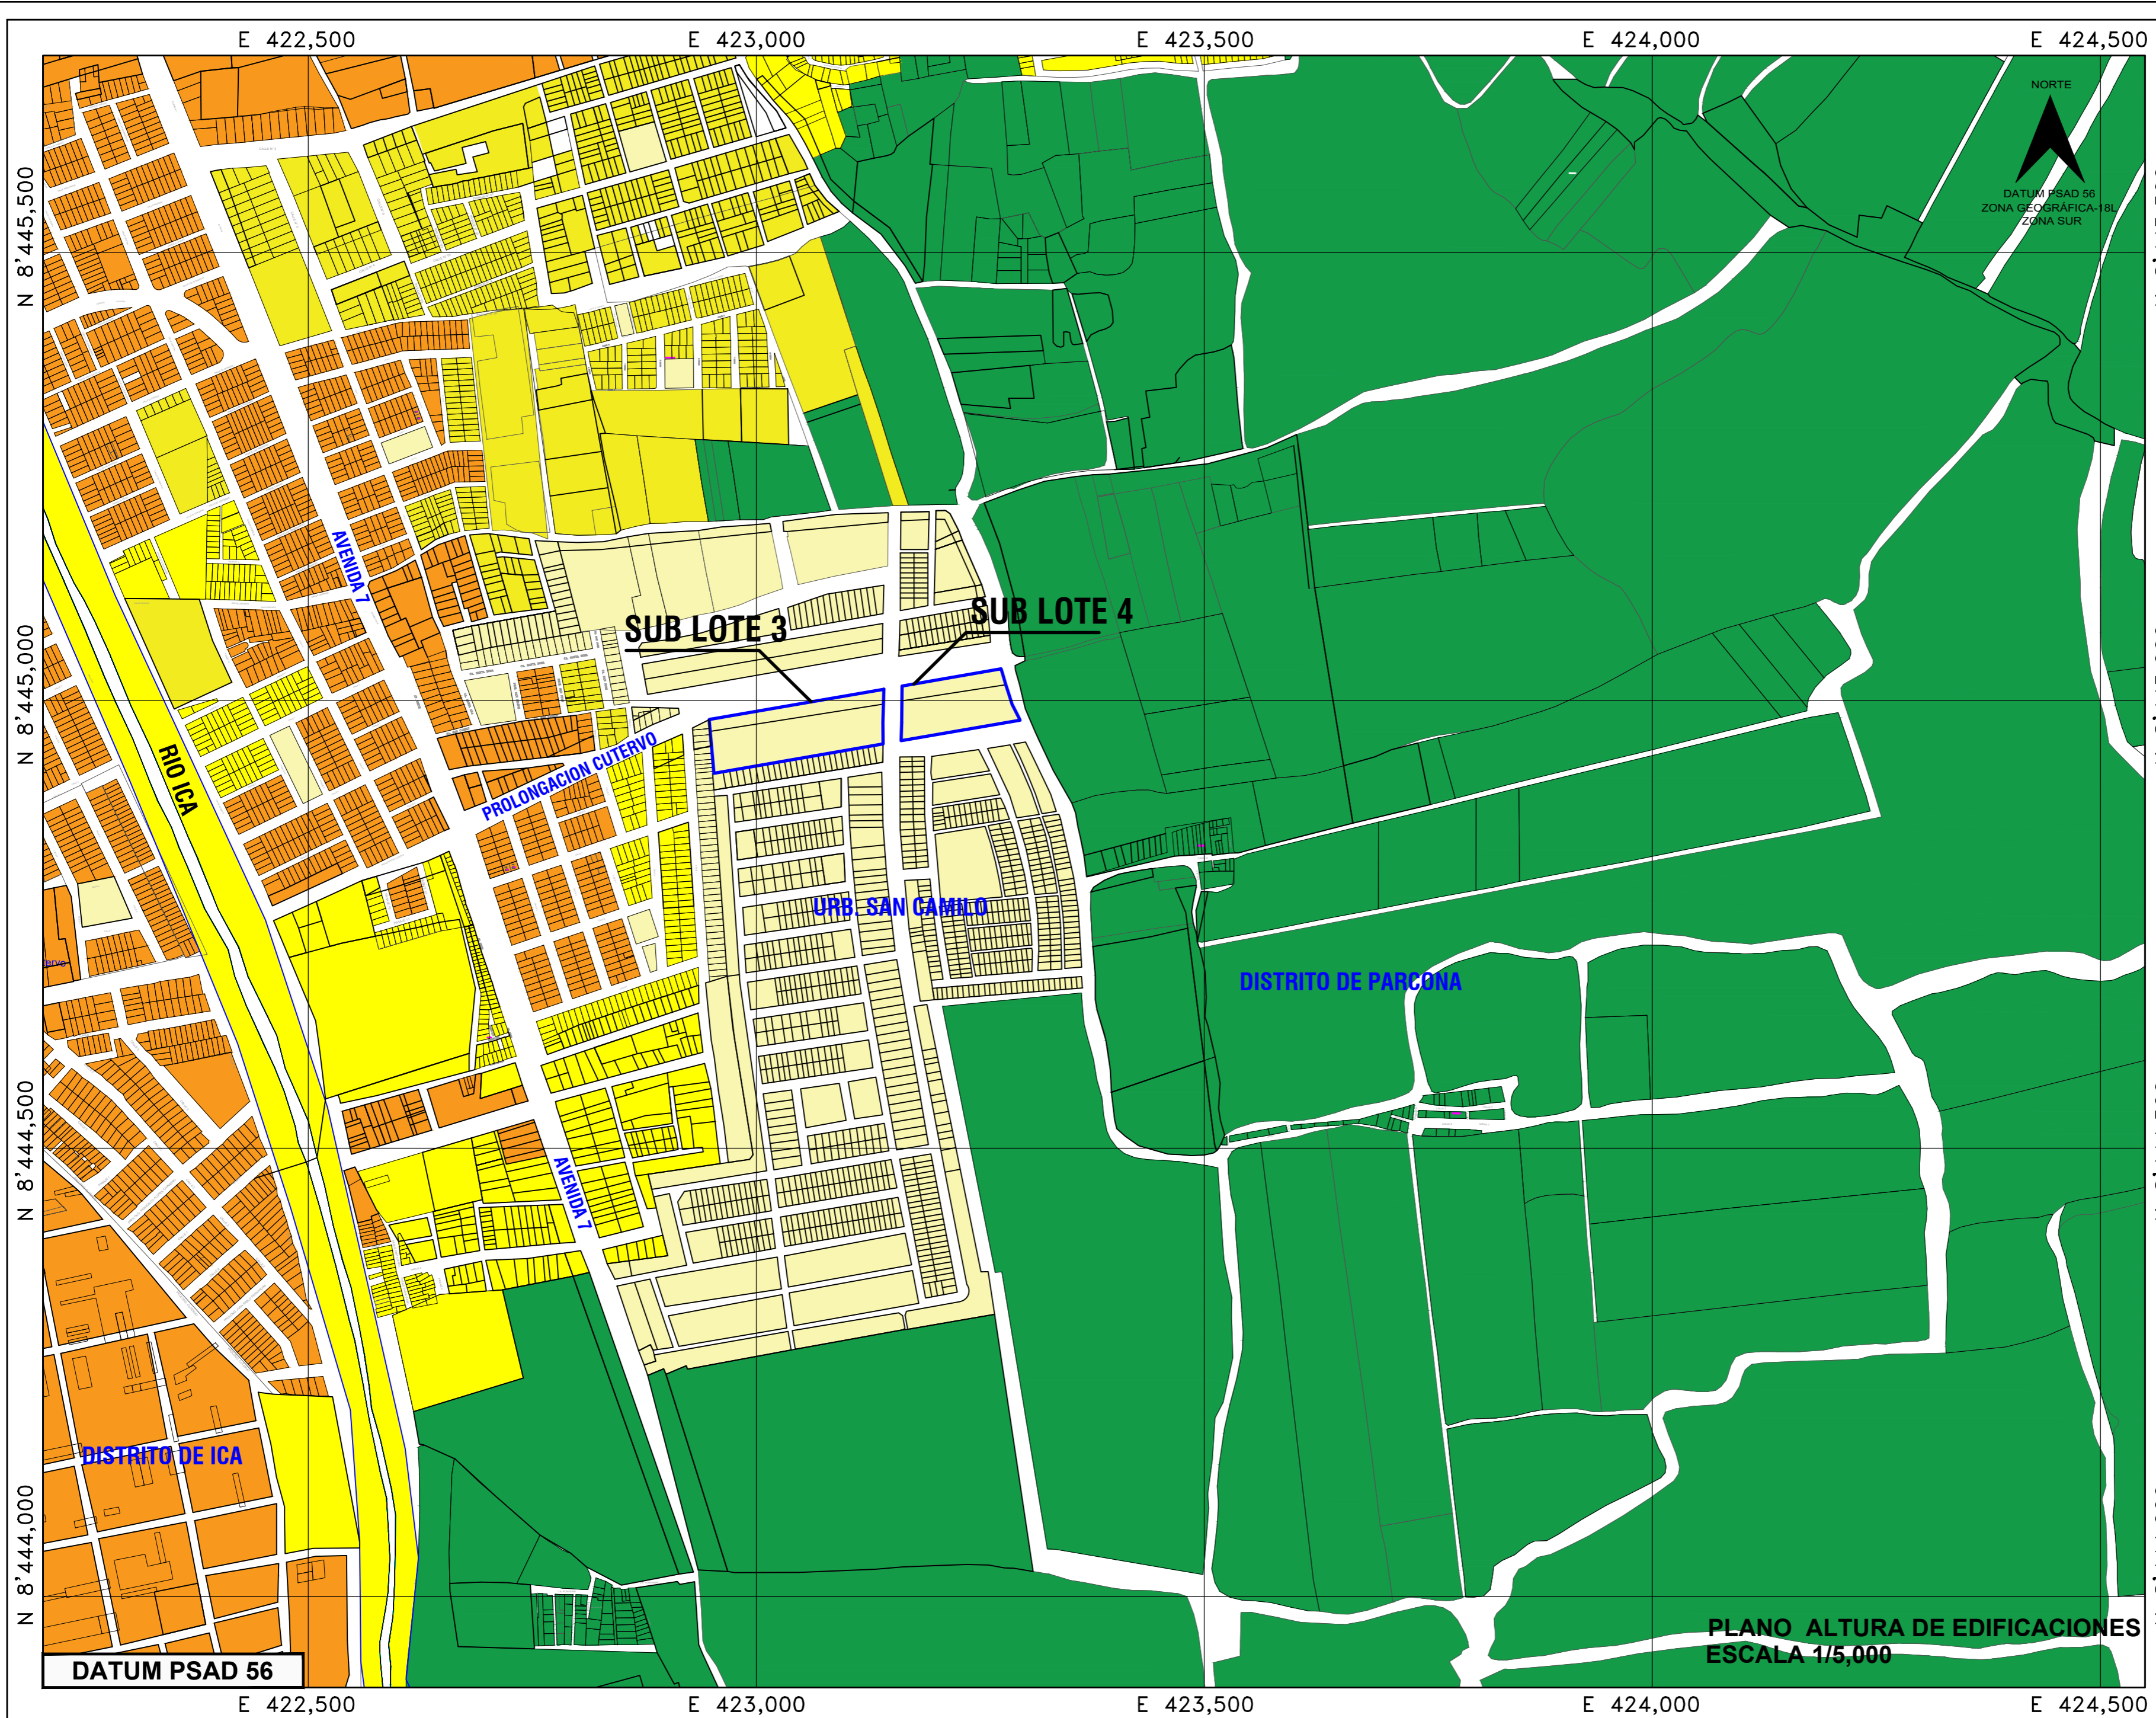 E 422,500
E 423,000
E 423,500
E 424,000
E 424,500
NORTE
DATUM PSAD 56
ZONA GEOGRÁFICA-18L
ZONA SUR
N 8'445,500
AVENIDA 7
SUB LOTE 3
SUB LOTE 4
N 8'445,000
RIO ICA
PROLONGACION CUTERVO
URB. SAN CAMILO
DISTRITO DE PARCONA
N 8'444,500
AVENIDA 7
DISTRITO DE ICA
N 8'444,000
PLANO ALTURA DE EDIFICACIONES
ESCALA 1/5,000
DATUM PSAD 56
E 422,500
E 423,000
E 423,500
E 424,000
E 424,500